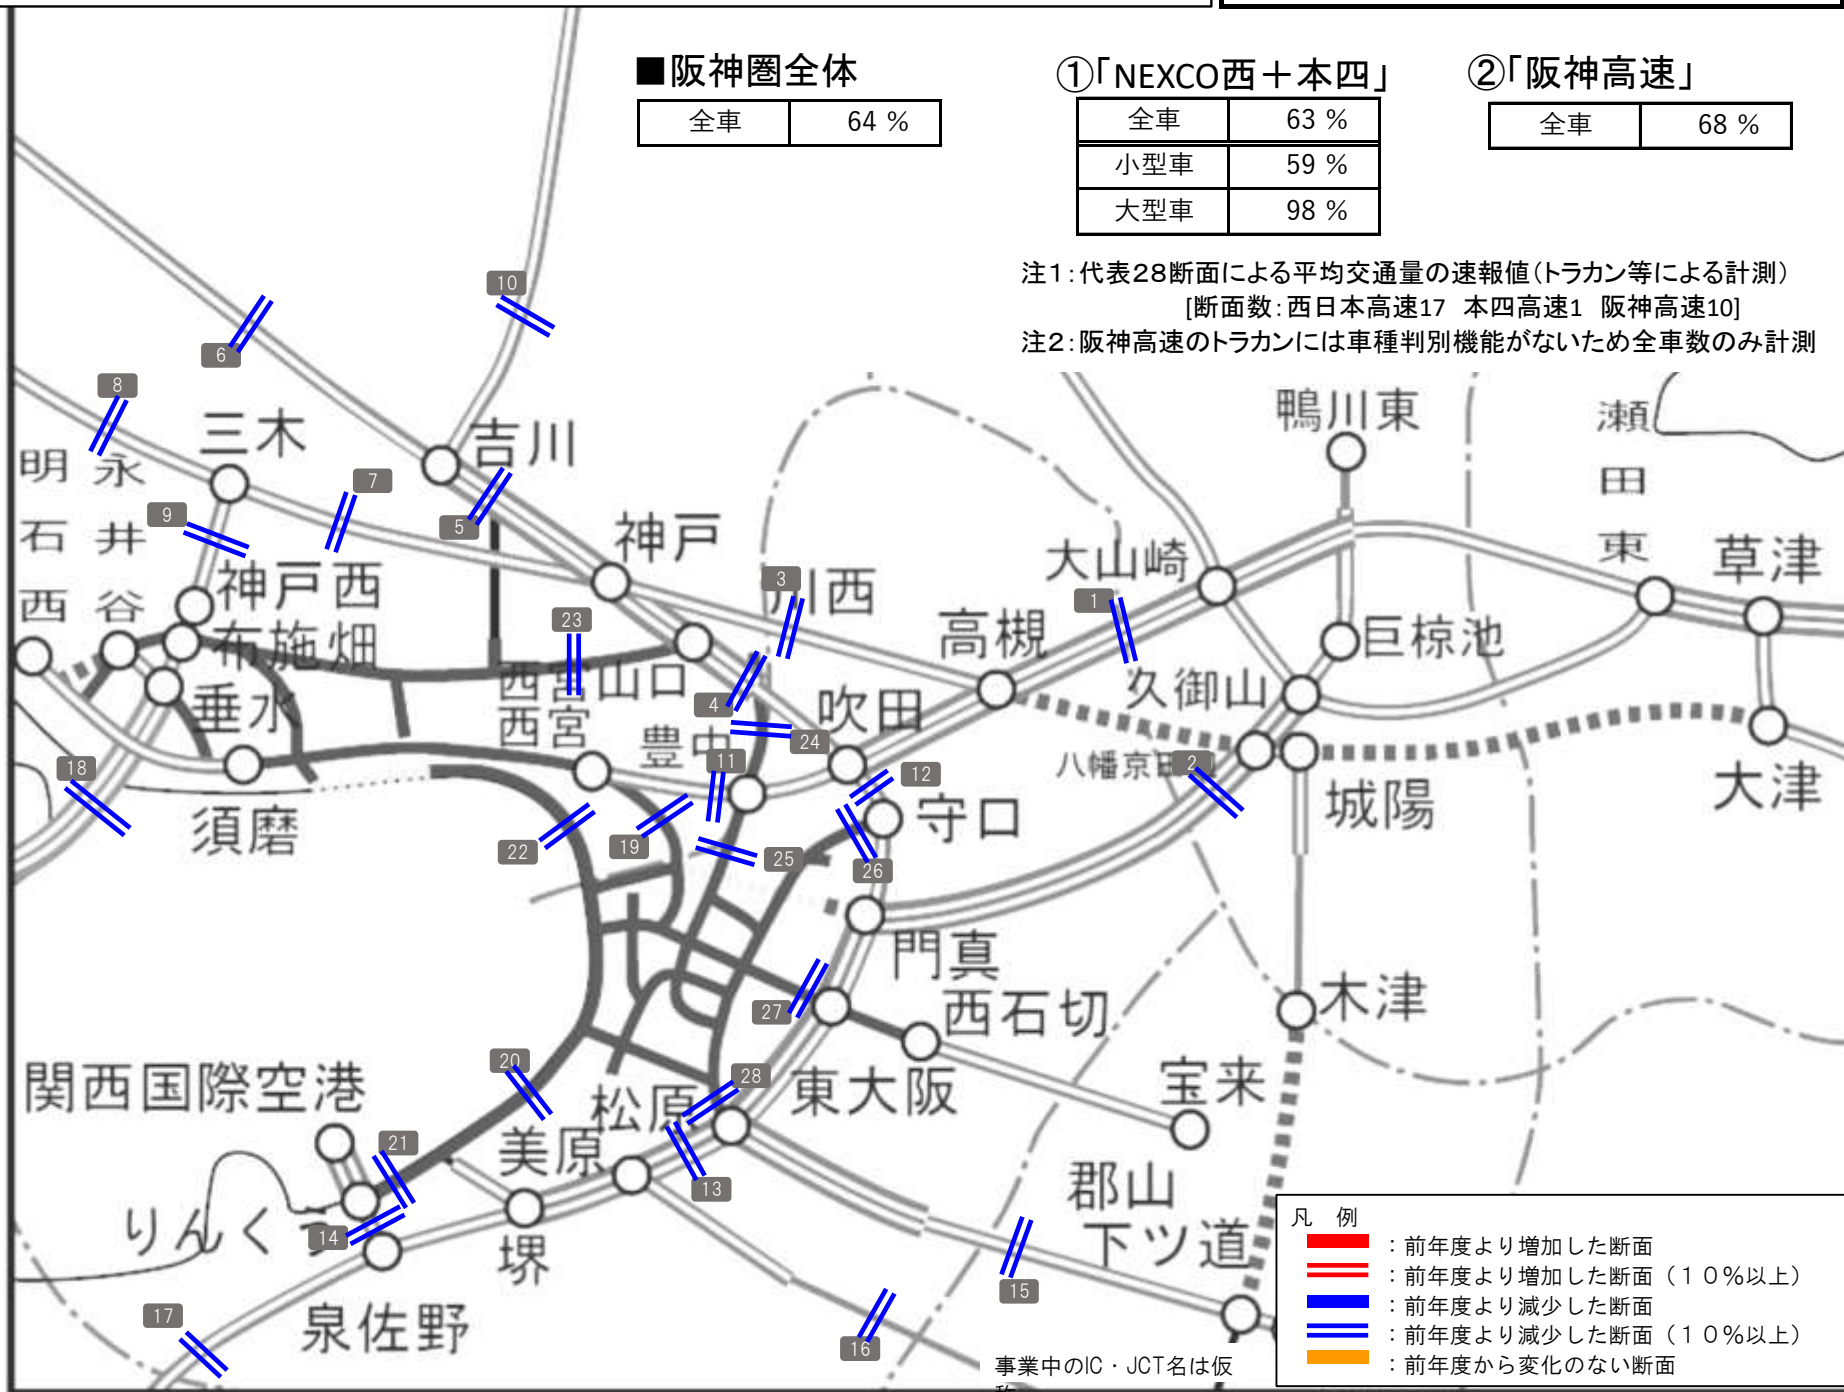 ■阪神圏全体
全車 64 %
①「NEXCO西＋本四」
全車 63 %
小型車 59 %
大型車 98 %
②「阪神高速」
全車 68 %
注1：代表28断面による平均交通量の速報値（トラカン等による計測）
[断面数：西日本高速17 本四高速1 阪神高速10]
注2：阪神高速のトラカンには車種判別機能がないため全車数のみ計測
10
6
8
三木
吉川
鴨川東
瀬田東
明石西
永井谷
7
9
5
神戸
大山崎
草津
神戸西
3
川西
1
布施畑
23
高槻
巨椋池
西宮山口
久御山
垂水
4
吹田
西宮
豊中
24
18
11
12
八幡京田
2
大津
須磨
守口
城陽
22
19
25
26
門真
27
西石切
木津
20
関西国際空港
28
松原
東大阪
宝来
21
美原
13
郡山
りんくう
14
堺
下ツ道
15
17
泉佐野
16
事業中のIC・JCT名は仮
凡 例
：前年度より増加した断面
：前年度より増加した断面（１０％以上）
：前年度より減少した断面
：前年度より減少した断面（１０％以上）
：前年度から変化のない断面